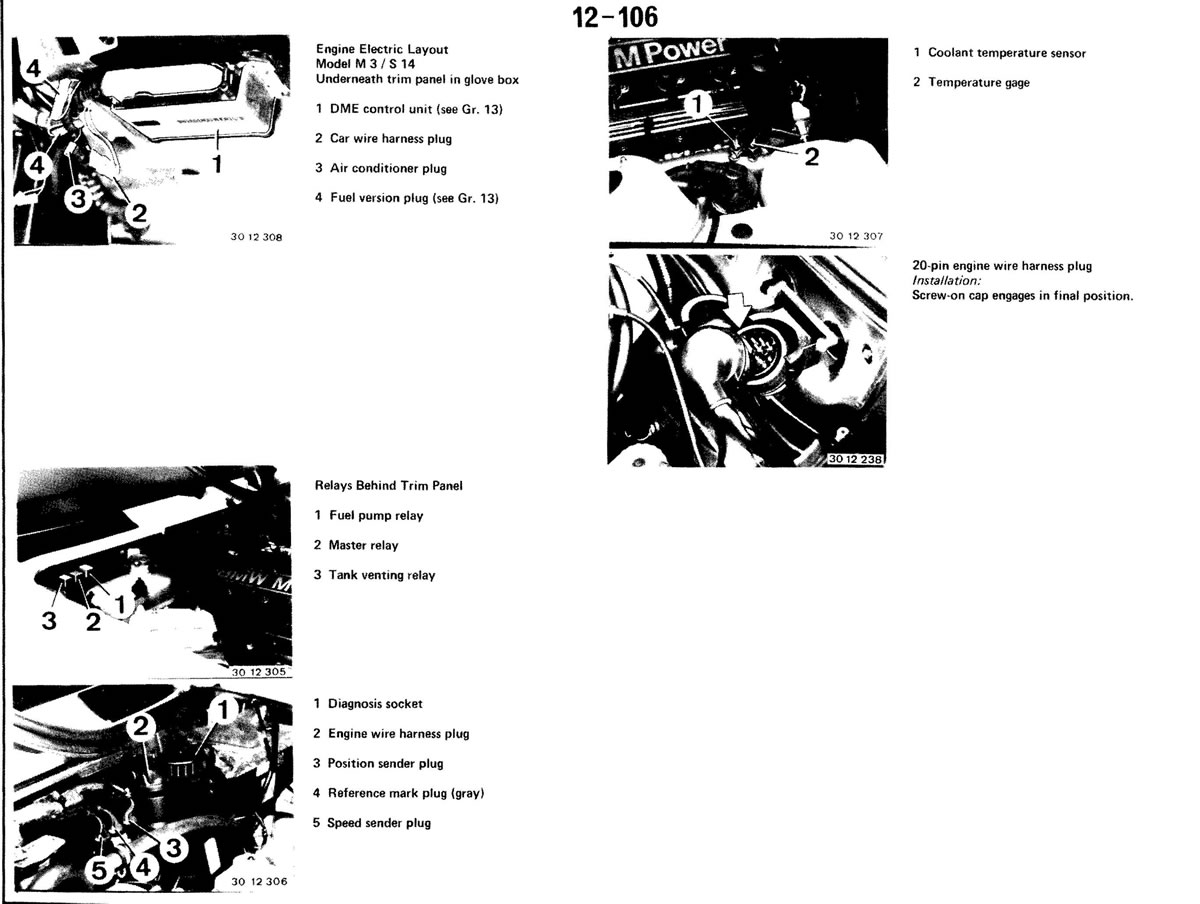 12-106
4
4
3
2
1
30 12 308
Engine Electric Layout
Model M 3 / S 14
Underneath trim panel in glove box
1 DME control unit (see Gr. 13)
2 Car wire harness plug
3 Air conditioner plug
4 Fuel version plug (see Gr. 13)
3
2
1
BMW M
30 12 305
Relays Behind Trim Panel
1 Fuel pump relay
2 Master relay
3 Tank venting relay
2
1
5
4
3
30 12 306
1 Diagnosis socket
2 Engine wire harness plug
3 Position sender plug
4 Reference mark plug (gray)
5 Speed sender plug
M Power
1
2
30 12 307
1 Coolant temperature sensor
2 Temperature gage
30 12 238
20-pin engine wire harness plug
Installation:
Screw-on cap engages in final position.